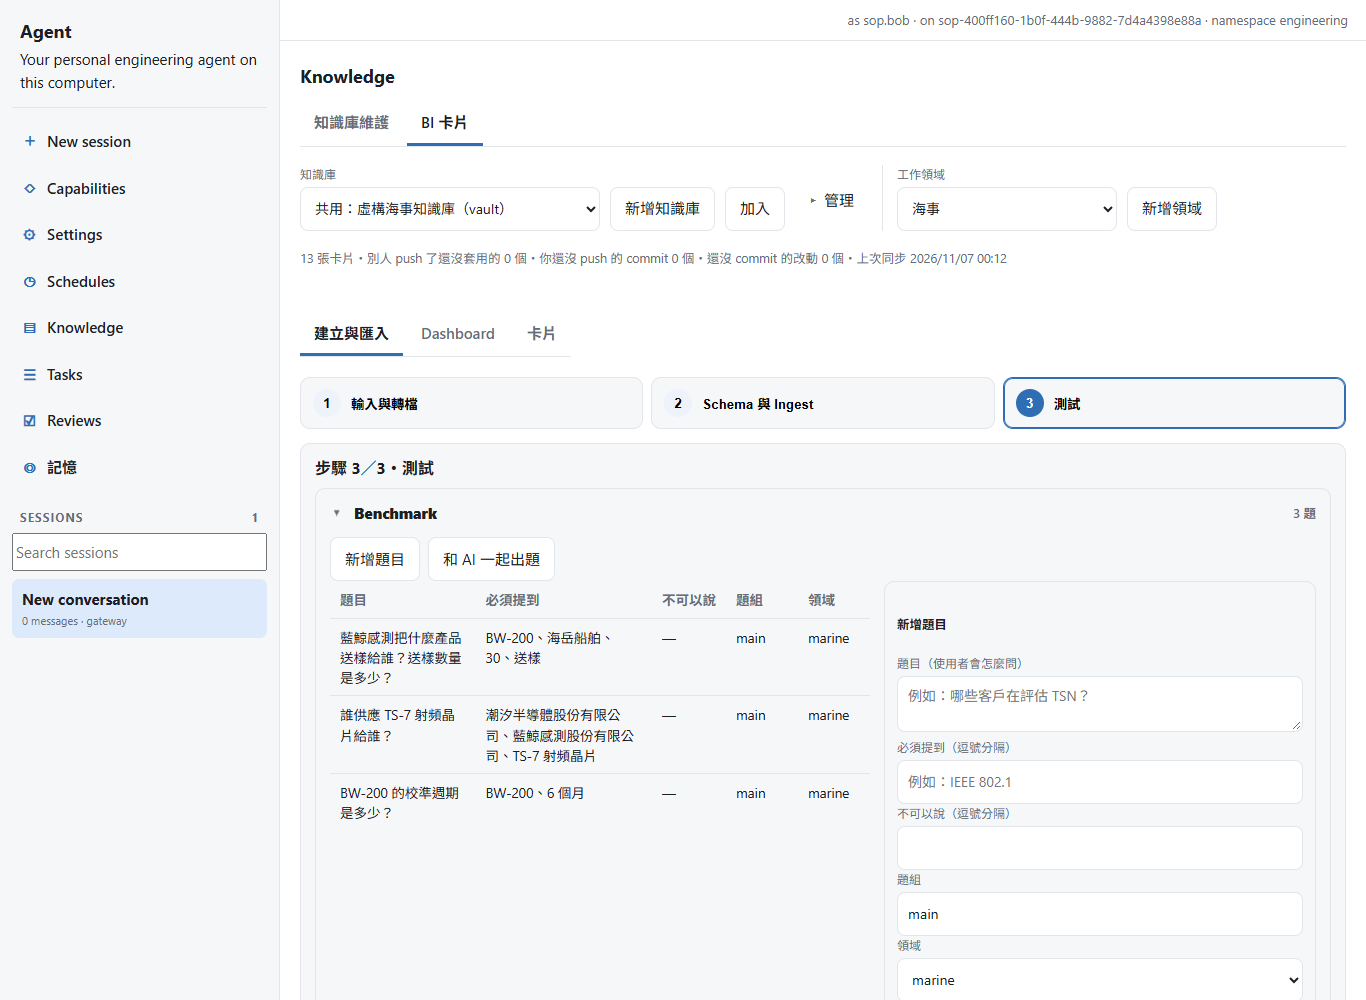 Agent
Your personal engineering agent on
this computer.
New session
Capabilities
Settings
Schedules
Knowledge
Tasks
Reviews
記憶
SESSIONS 1
Search sessions
New conversation
0 messages · gateway
as sop.bob · on sop-400ff160-1b0f-444b-9882-7d4a4398e88a · namespace engineering
Knowledge
知識庫維護 BI 卡片
知識庫
共用：虛構海事知識庫（vault）
新增知識庫
加入
管理
工作領域
海事
新增領域
13 張卡片・別人 push 了還沒套用的 0 個・你還沒 push 的 commit 0 個・還沒 commit 的改動 0 個・上次同步 2026/11/07 00:12
建立與匯入 Dashboard 卡片
1 輸入與轉檔
2 Schema 與 Ingest
3 測試
步驟 3／3・測試
Benchmark
3 題
新增題目
和 AI 一起出題
題目 必須提到 不可以說 題組 領域
藍鯨感測把什麼產品送樣給誰？送樣數量是多少？ BW-200、海岳船舶、30、送樣 — main marine
誰供應 TS-7 射頻晶片給誰？ 潮汐半導體股份有限公司、藍鯨感測股份有限公司、TS-7 射頻晶片 — main marine
BW-200 的校準週期是多少？ BW-200、6 個月 — main marine
新增題目
題目（使用者會怎麼問）
例如：哪些客戶在評估 TSN？
必須提到（逗號分隔）
例如：IEEE 802.1
不可以說（逗號分隔）
題組
main
領域
marine